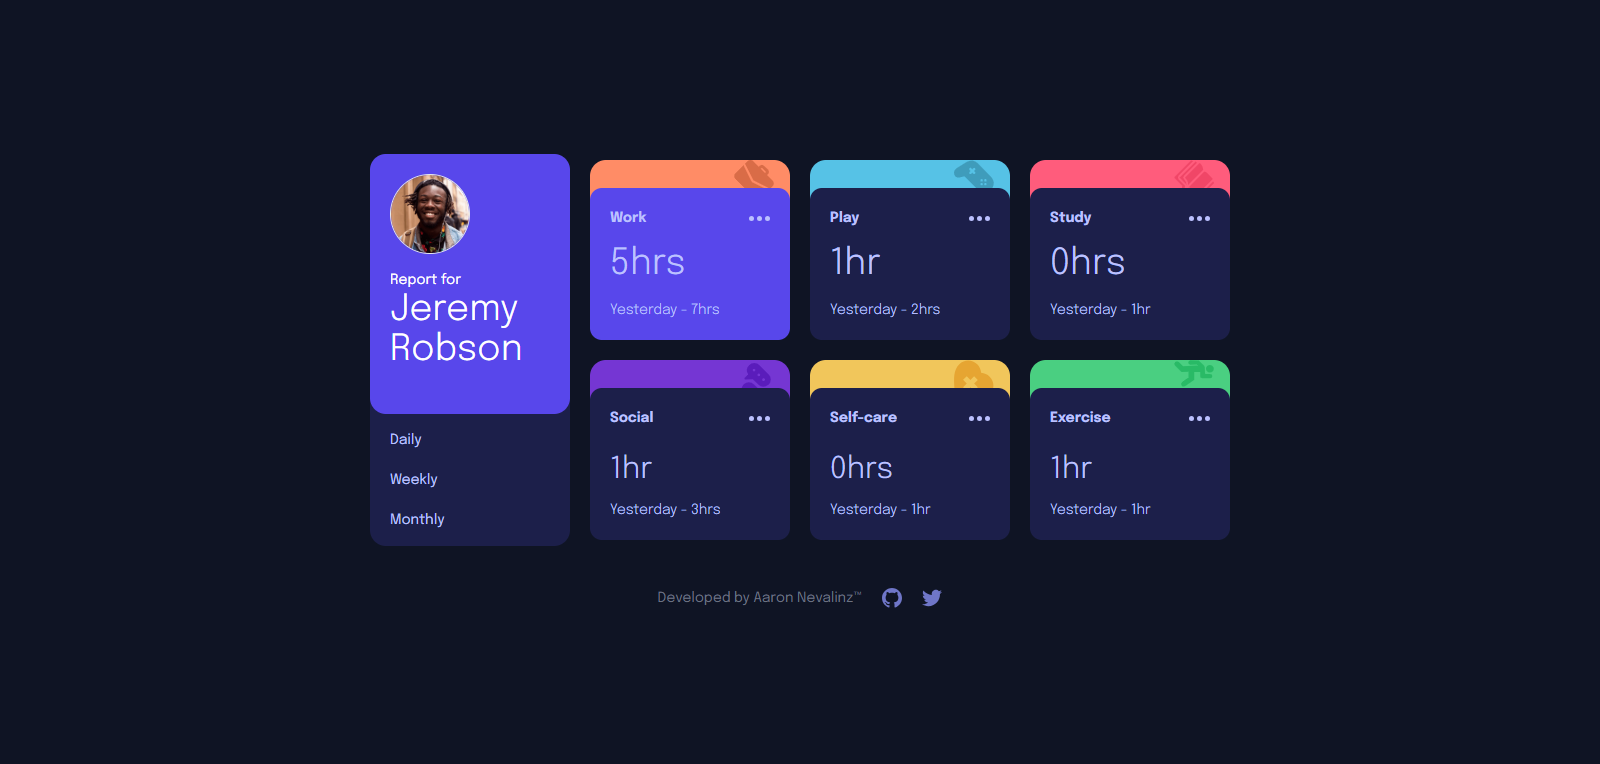 Report for
Jeremy
Robson
Daily
Weekly
Monthly
Work
5hrs
Yesterday - 7hrs
Play
1hr
Yesterday - 2hrs
Study
0hrs
Yesterday - 1hr
Social
1hr
Yesterday - 3hrs
Self-care
0hrs
Yesterday - 1hr
Exercise
1hr
Yesterday - 1hr
Developed by Aaron Nevalinz™